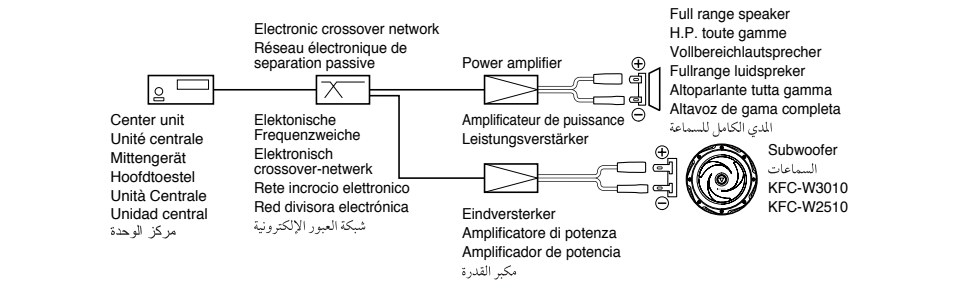 Center unit
Unité centrale
Mittengerät
Hoofdtoestel
Unità Centrale
Unidad central
مركز الوحدة
Electronic crossover network
Réseau électronique de
separation passive
Elektonische
Frequenzweiche
Elektronisch
crossover-netwerk
Rete incrocio elettronico
Red divisora electrónica
شبكة العبور الإلكترونية
Power amplifier
Amplificateur de puissance
Leistungsverstärker
Eindversterker
Amplificatore di potenza
Amplificador de potencia
مكبر القدرة
Full range speaker
H.P. toute gamme
Vollbereichlautsprecher
Fullrange luidspreker
Altoparlante tutta gamma
Altavoz de gama completa
المدي الكامل للسماعة
⊕
⊖
⊕
⊖
Subwoofer
السماعات
KFC-W3010
KFC-W2510